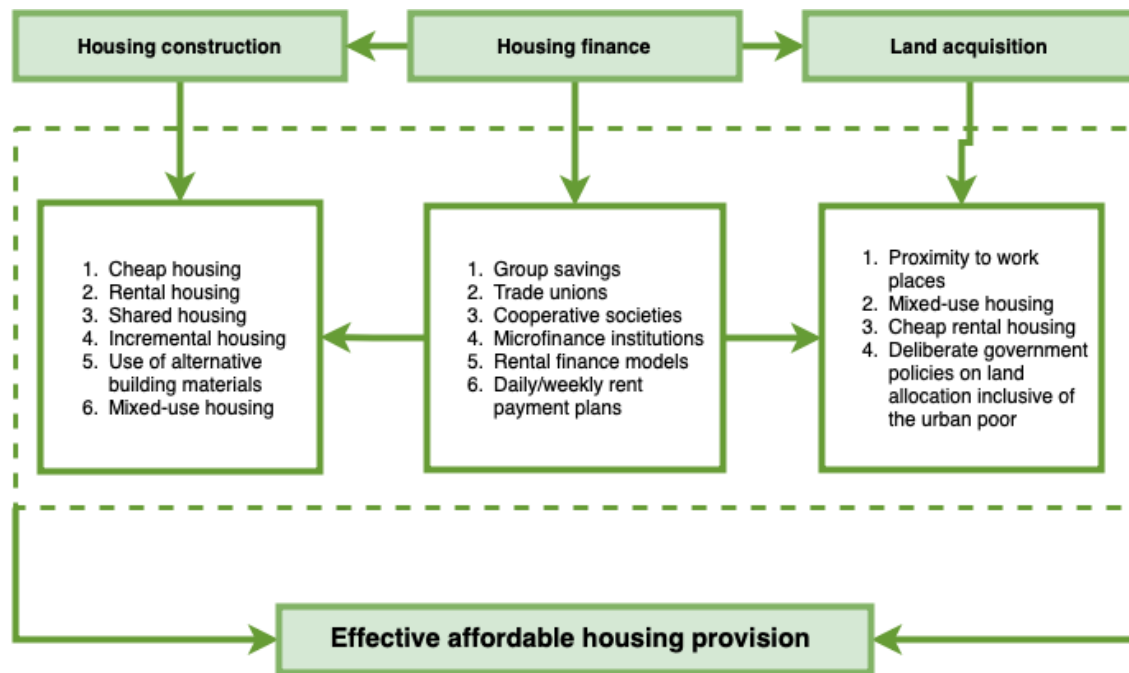 Housing construction
Housing finance
Land acquisition
1. Cheap housing
2. Rental housing
3. Shared housing
4. Incremental housing
5. Use of alternative
building materials
6. Mixed-use housing
1. Group savings
2. Trade unions
3. Cooperative societies
4. Microfinance institutions
5. Rental finance models
6. Daily/weekly rent
payment plans
1. Proximity to work
places
2. Mixed-use housing
3. Cheap rental housing
4. Deliberate government
policies on land
allocation inclusive of
the urban poor
Effective affordable housing provision